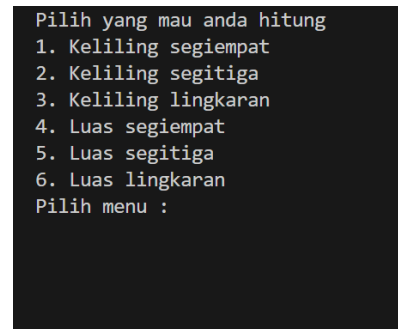 Pilih yang mau anda hitung
1. Keliling segiempat
2. Keliling segitiga
3. Keliling lingkaran
4. Luas segiempat
5. Luas segitiga
6. Luas lingkaran
Pilih menu :